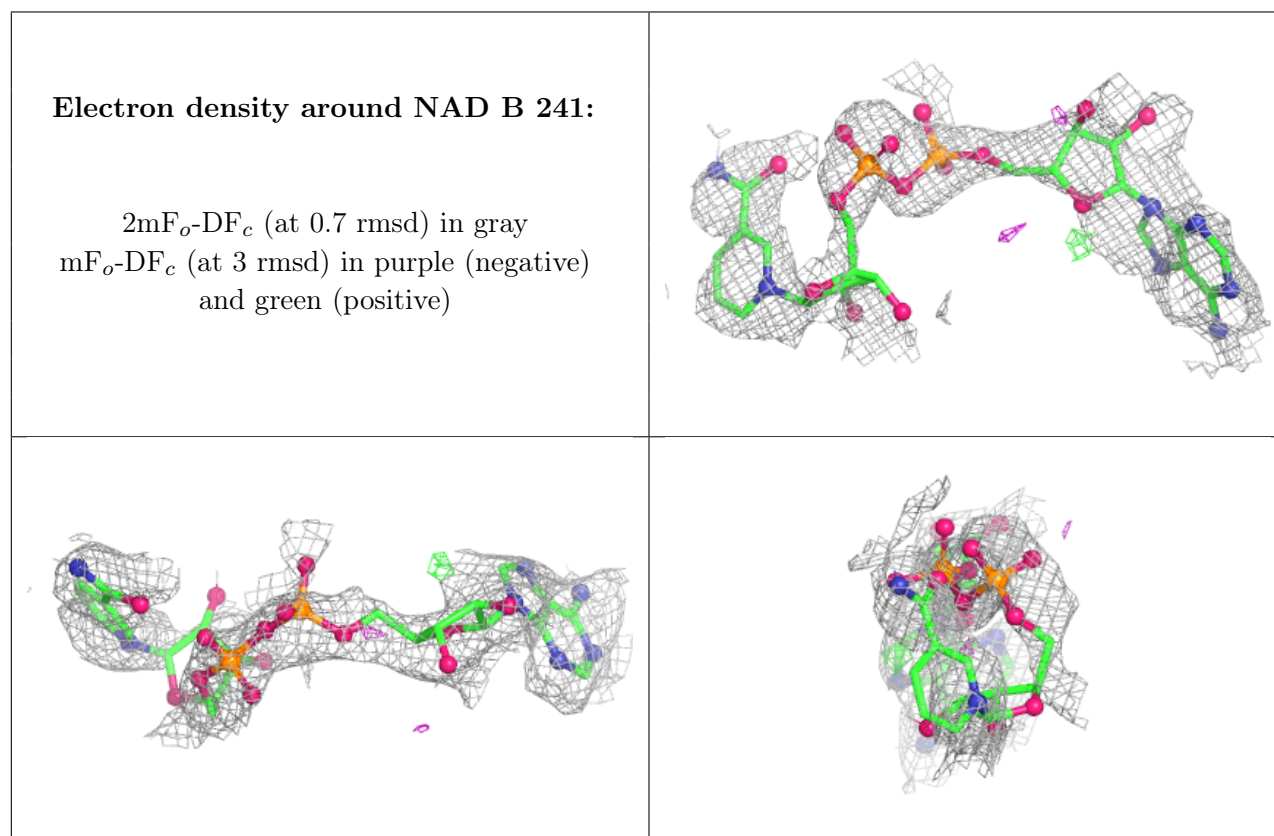 Electron density around NAD B 241:
2mFo-DFc (at 0.7 rmsd) in gray
mFo-DFc (at 3 rmsd) in purple (negative)
and green (positive)